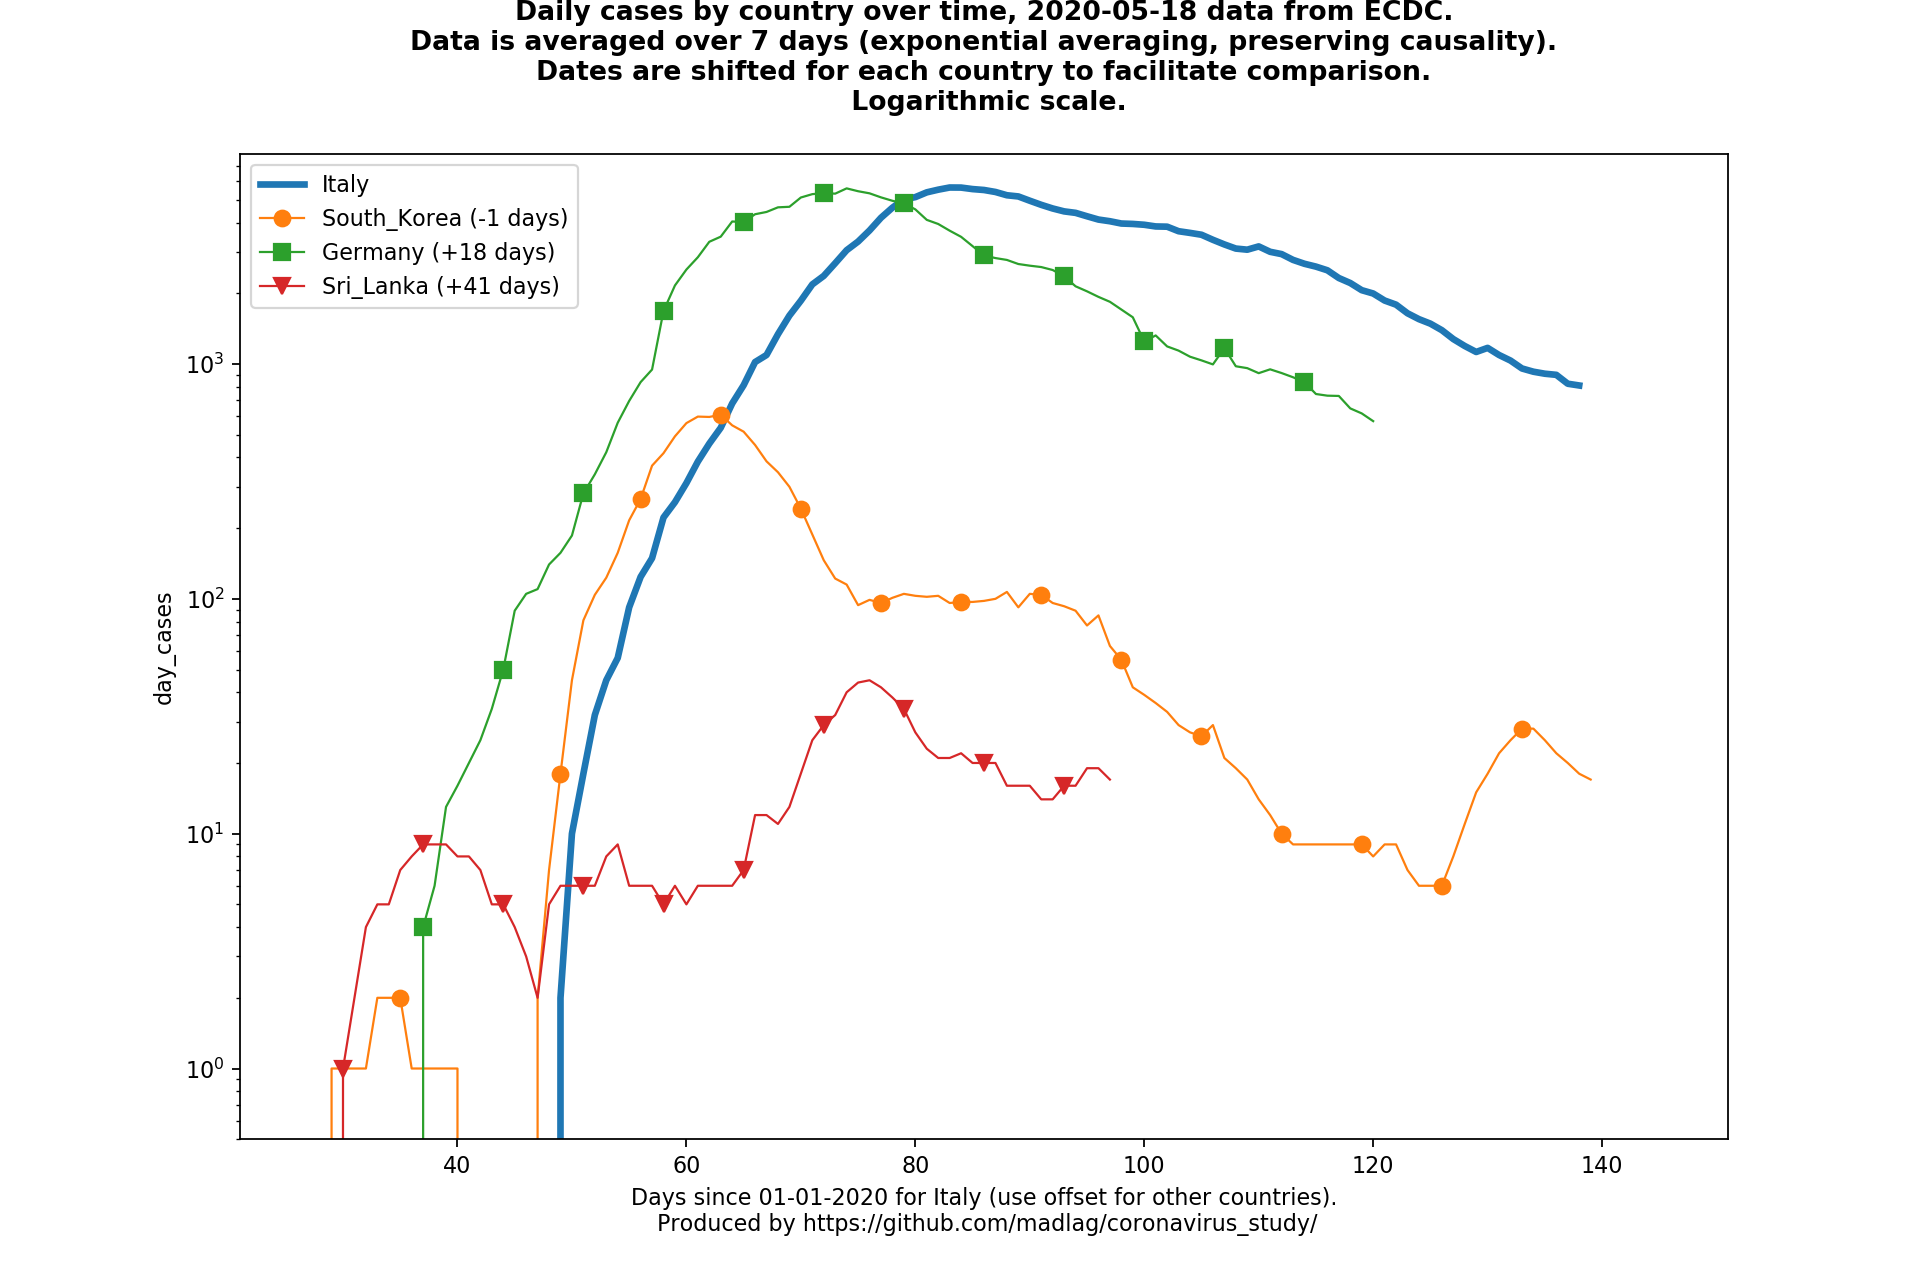 Daily cases by country over time, 2020-05-18 data from ECDC.
Data is averaged over 7 days (exponential averaging, preserving causality).
Dates are shifted for each country to facilitate comparison.
Logarithmic scale.
Italy
South_Korea (-1 days)
Germany (+18 days)
Sri_Lanka (+41 days)
10³
10²
10¹
10⁰
day_cases
40 60 80 100 120 140
Days since 01-01-2020 for Italy (use offset for other countries).
Produced by https://github.com/madlag/coronavirus_study/